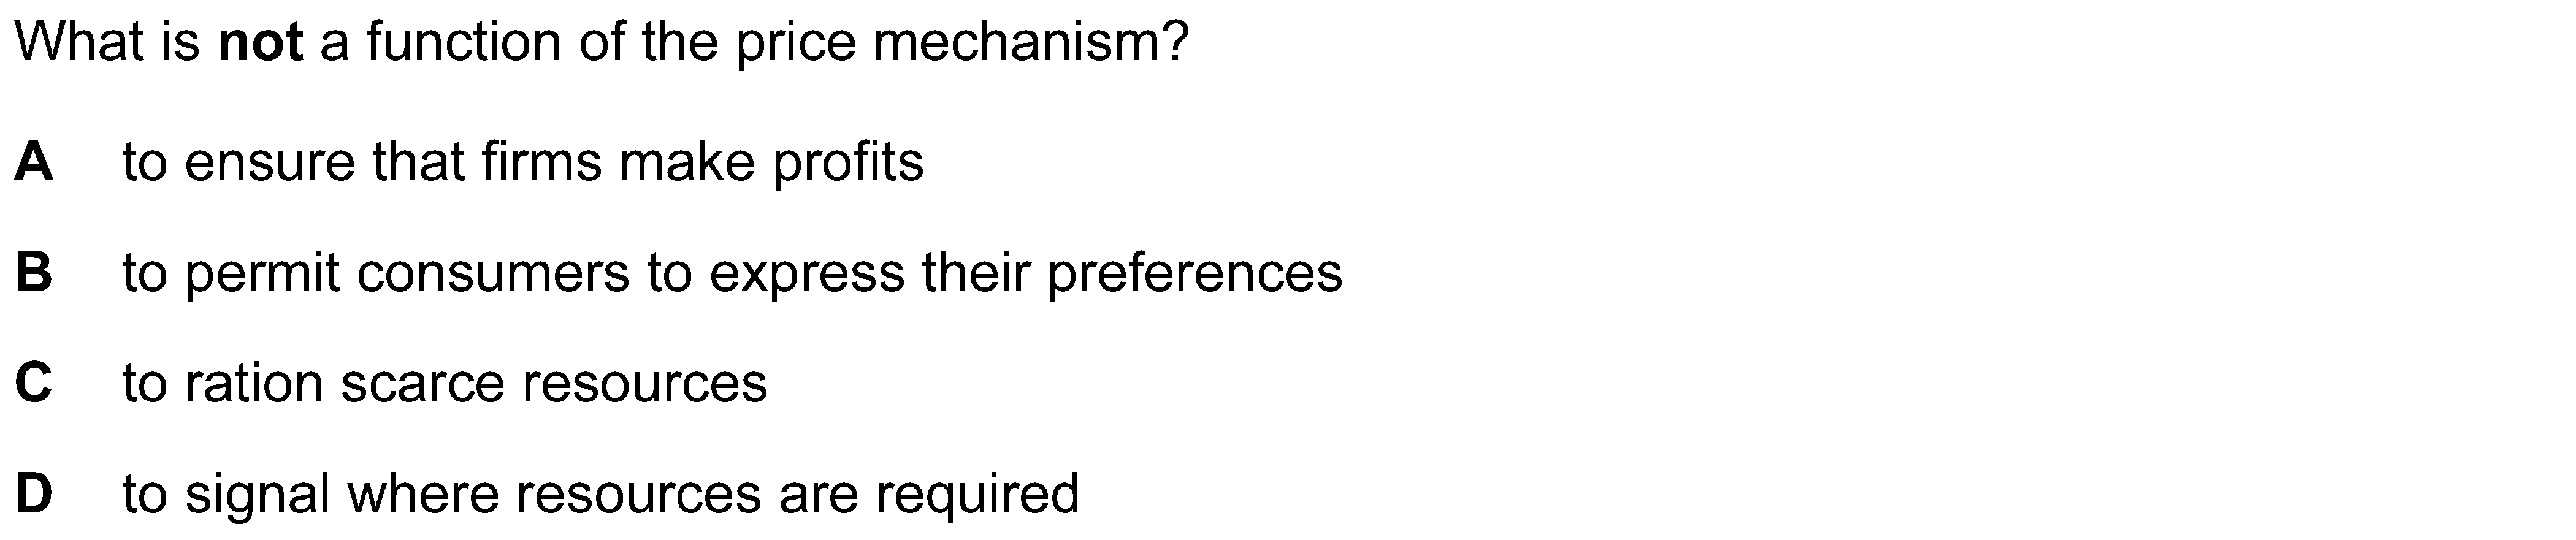 What is not a function of the price mechanism?
A to ensure that firms make profits
B to permit consumers to express their preferences
C to ration scarce resources
D to signal where resources are required